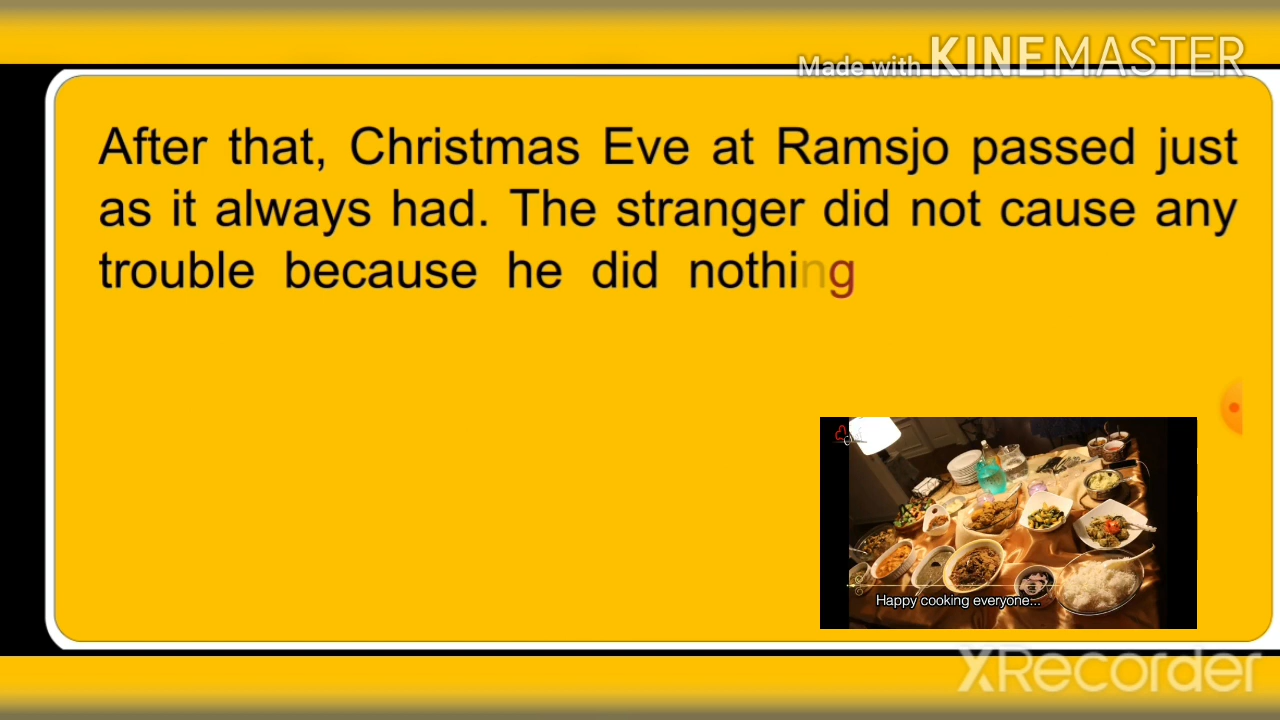 Made with KINEMASTER
After that, Christmas Eve at Ramsjo passed just
as it always had. The stranger did not cause any
trouble because he did nothing
Happy cooking everyone...
XRecorder